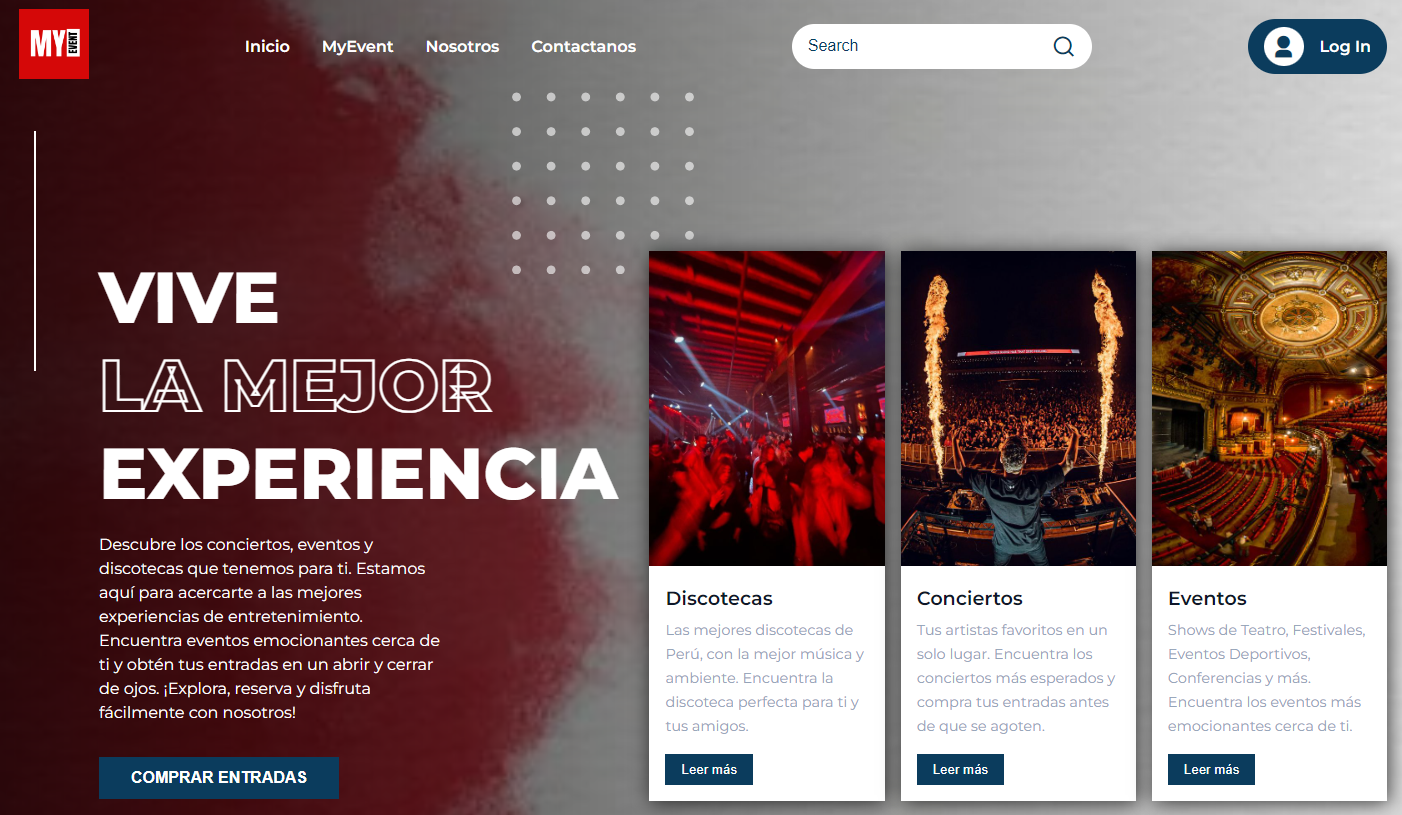 MY EVENT
Inicio
MyEvent
Nosotros
Contactanos
Search
Log In
VIVE
LA MEJOR
EXPERIENCIA
Descubre los conciertos, eventos y
discotecas que tenemos para ti. Estamos
aquí para acercarte a las mejores
experiencias de entretenimiento.
Encuentra eventos emocionantes cerca de
ti y obtén tus entradas en un abrir y cerrar
de ojos. ¡Explora, reserva y disfruta
fácilmente con nosotros!
COMPRAR ENTRADAS
Discotecas
Las mejores discotecas de
Perú, con la mejor música y
ambiente. Encuentra la
discoteca perfecta para ti y
tus amigos.
Leer más
Conciertos
Tus artistas favoritos en un
solo lugar. Encuentra los
conciertos más esperados y
compra tus entradas antes
de que se agoten.
Leer más
Eventos
Shows de Teatro, Festivales,
Eventos Deportivos,
Conferencias y más.
Encuentra los eventos más
emocionantes cerca de ti.
Leer más